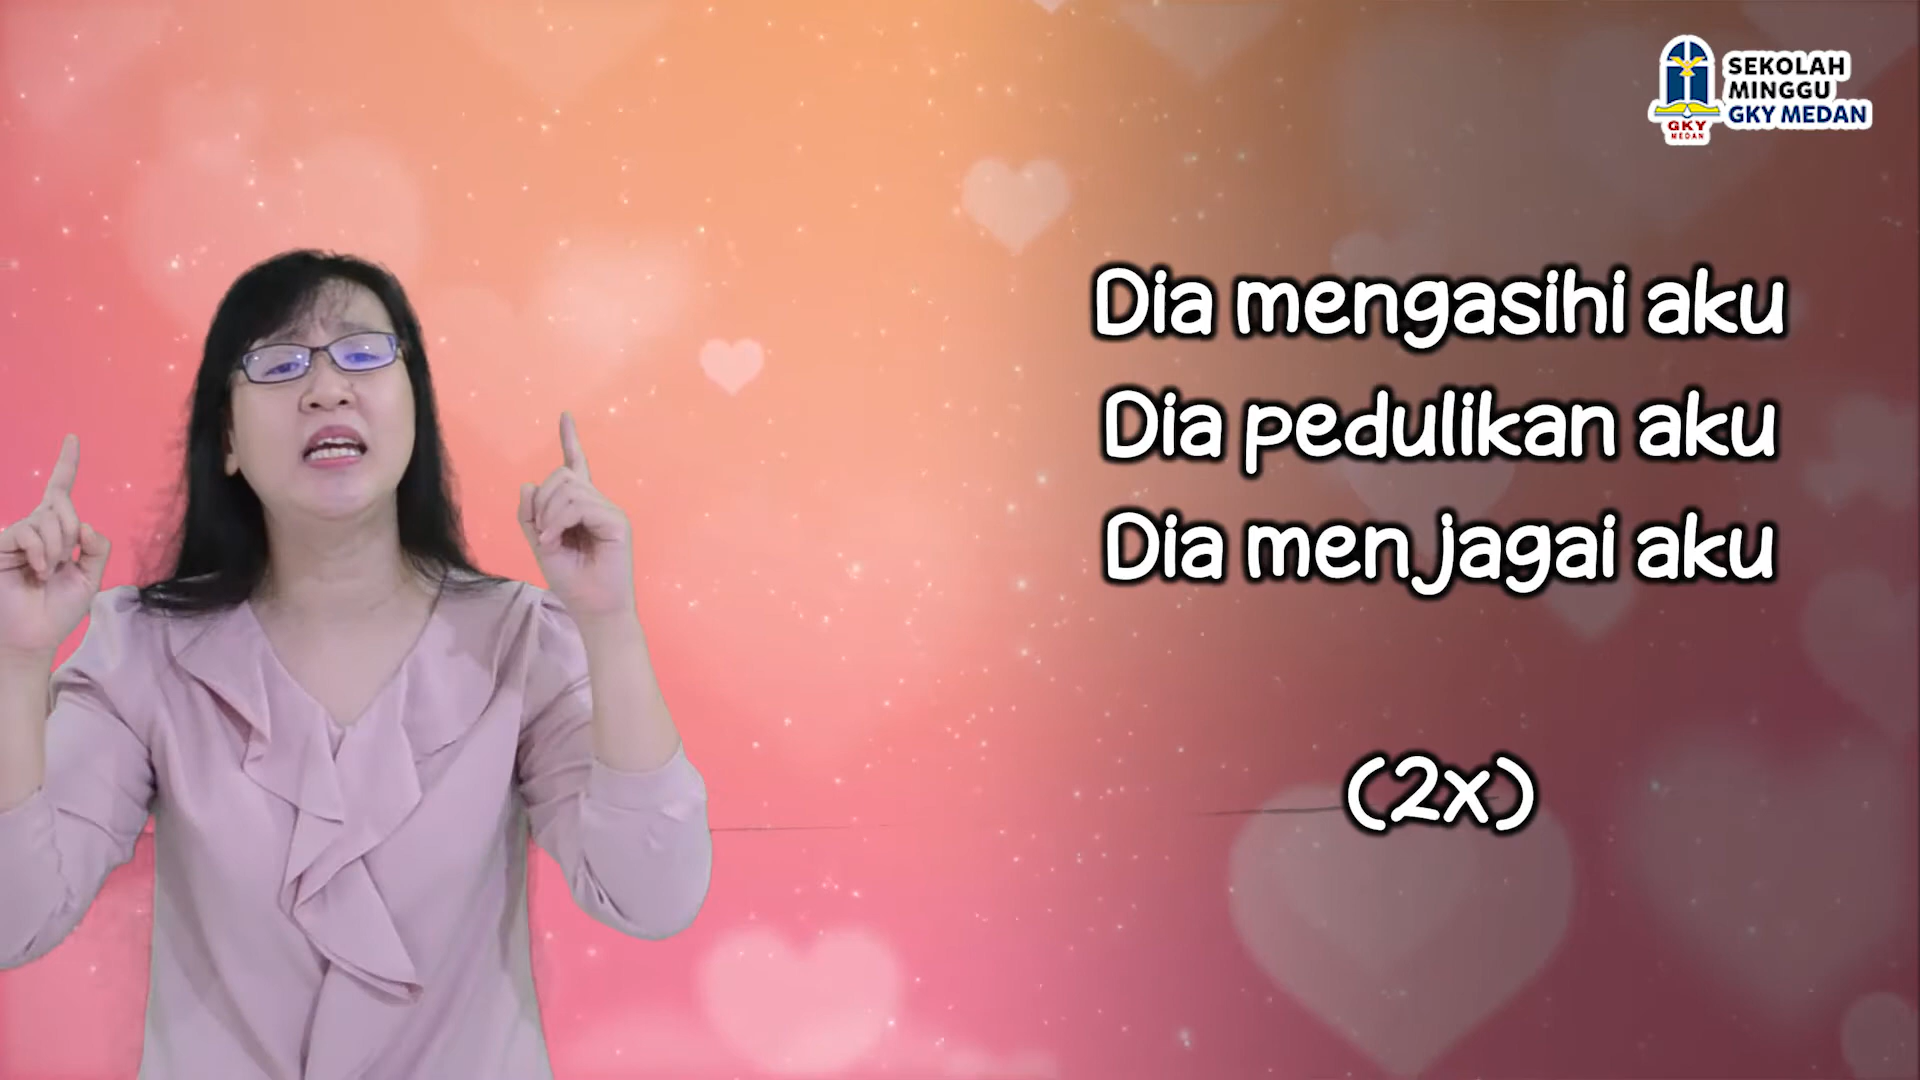 SEKOLAH
MINGGU
GKY MEDAN
GKY
MEDAN
Dia mengasihi aku
Dia pedulikan aku
Dia menjagai aku
(2x)